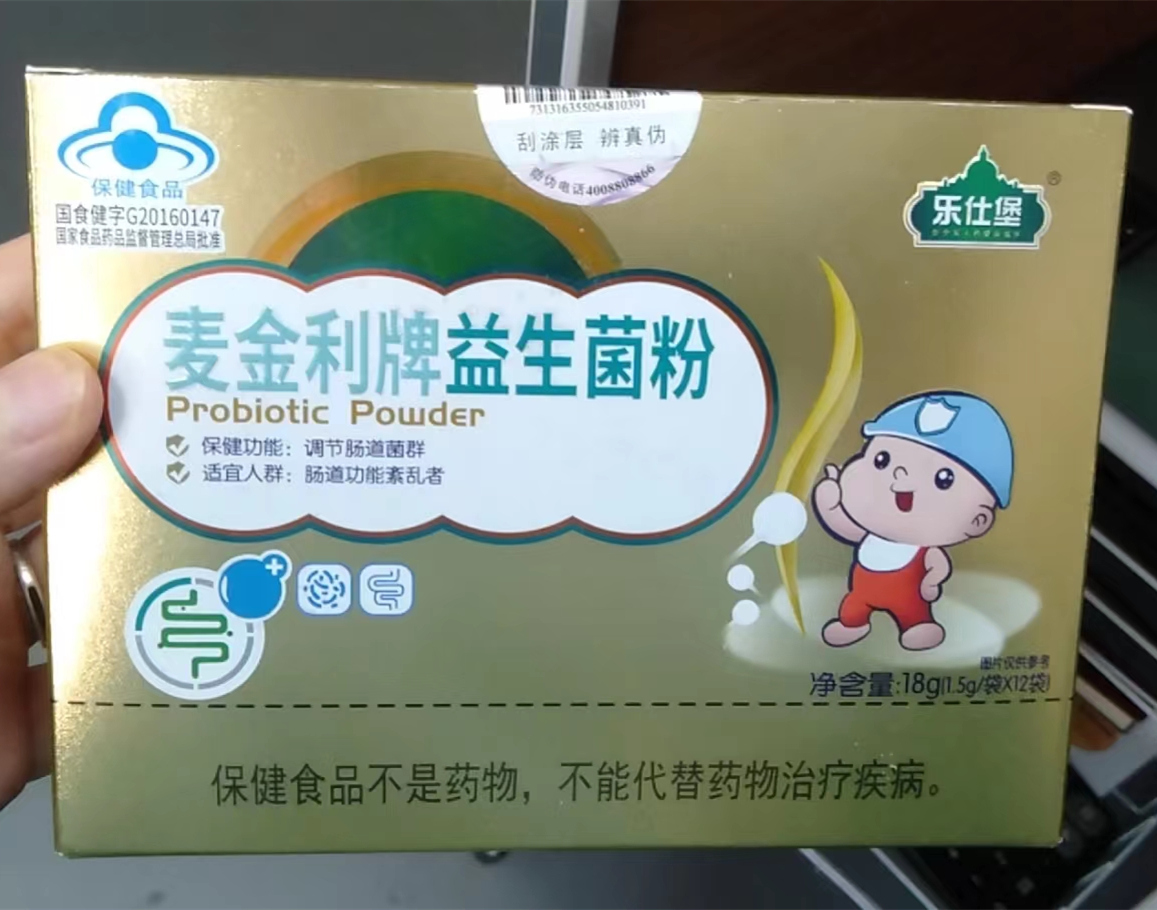 731316355054810391
刮涂层 辨真伪
防伪电话4008808866
保健食品
国食健字G20160147
国家食品药品监督管理总局批准
乐仕堡
®
麦金利牌益生菌粉
Probiotic Powder
保健功能：调节肠道菌群
适宜人群：肠道功能紊乱者
图片仅供参考
净含量:18g(1.5g/袋X12袋)
保健食品不是药物，不能代替药物治疗疾病。